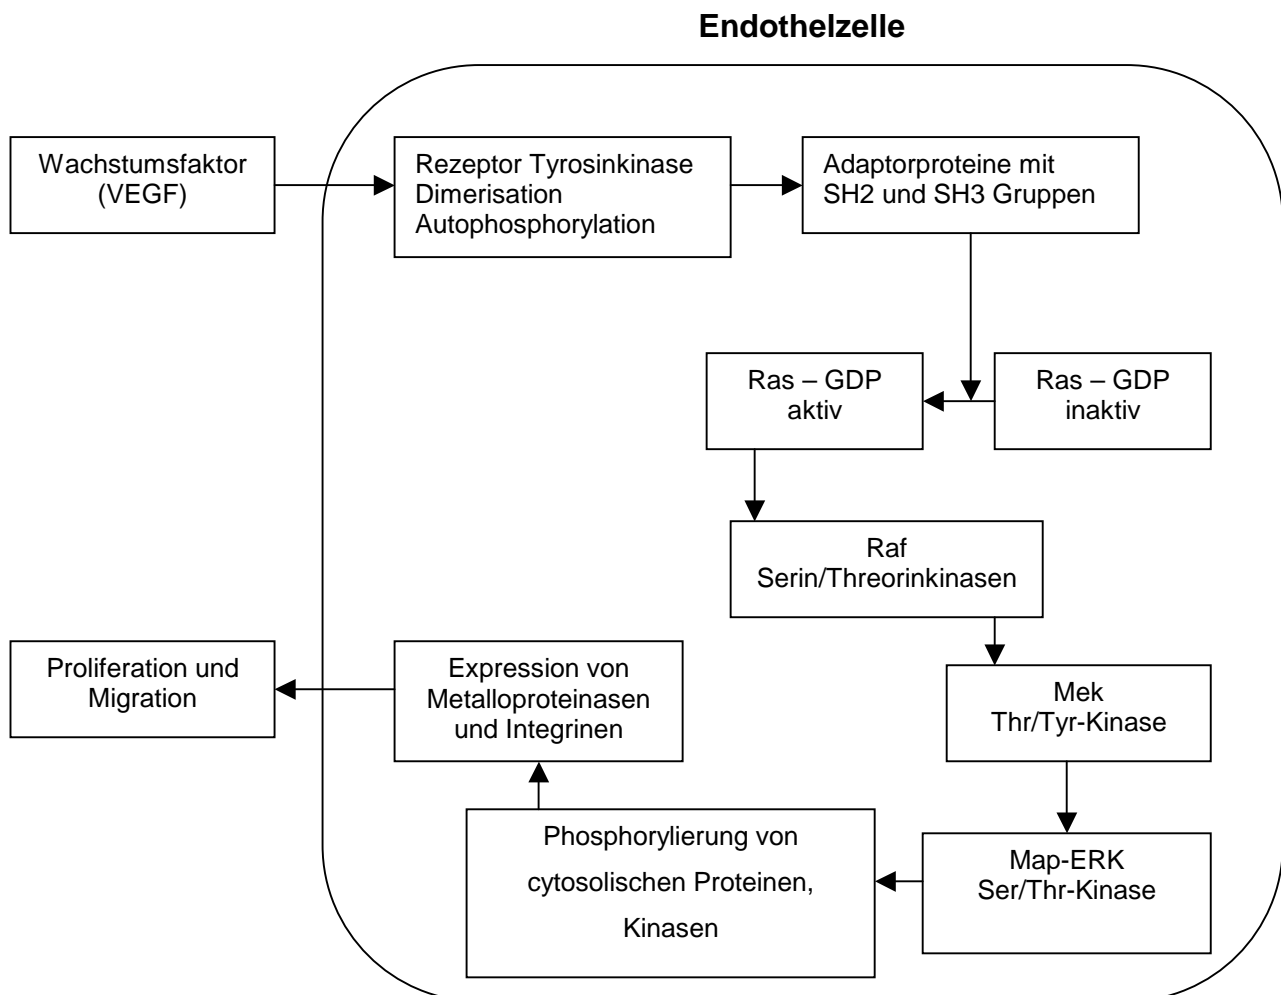 Endothelzelle
Wachstumsfaktor
(VEGF)
Rezeptor Tyrosinkinase
Dimerisation
Autophosphorylation
Adaptorproteine mit
SH2 und SH3 Gruppen
Ras – GDP
aktiv
Ras – GDP
inaktiv
Raf
Serin/Threorinkinasen
Mek
Thr/Tyr-Kinase
Map-ERK
Ser/Thr-Kinase
Phosphorylierung von
cytosolischen Proteinen,
Kinasen
Expression von
Metalloproteinasen
und Integrinen
Proliferation und
Migration